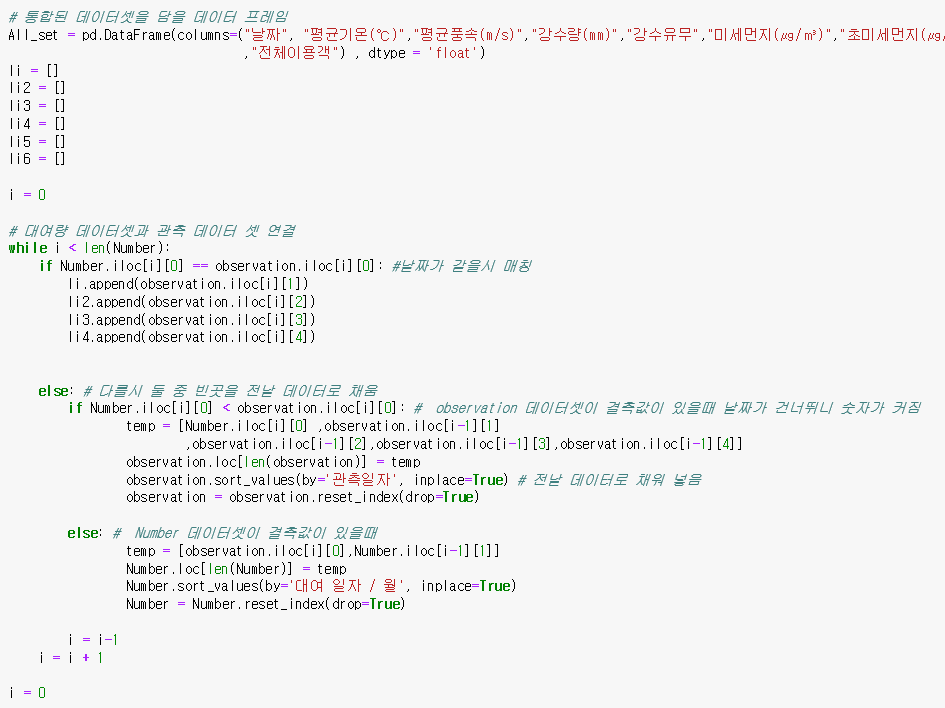 # 통합된 데이터셋을 담을 데이터 프레임
All_set = pd.DataFrame(columns=("날짜", "평균기온(℃)","평균풍속(m/s)","강수량(mm)","강수유무","미세먼지(㎍/㎥)","초미세먼지(㎍/
,"전체이용객") , dtype = 'float')
li = []
li2 = []
li3 = []
li4 = []
li5 = []
li6 = []
i = 0
# 대여량 데이터셋과 관측 데이터 셋 연결
while i < len(Number):
if Number.iloc[i][0] == observation.iloc[i][0]: #날짜가 같을시 매칭
li.append(observation.iloc[i][1])
li2.append(observation.iloc[i][2])
li3.append(observation.iloc[i][3])
li4.append(observation.iloc[i][4])
else: # 다를시 둘 중 빈곳을 전날 데이터로 채움
if Number.iloc[i][0] < observation.iloc[i][0]: # observation 데이터셋이 결측값이 있을때 날짜가 건너뛰니 숫자가 커짐
temp = [Number.iloc[i][0] ,observation.iloc[i-1][1]
,observation.iloc[i-1][2],observation.iloc[i-1][3],observation.iloc[i-1][4]]
observation.loc[len(observation)] = temp
observation.sort_values(by='관측일자', inplace=True) # 전날 데이터로 채워 넣음
observation = observation.reset_index(drop=True)
else: # Number 데이터셋이 결측값이 있을때
temp = [observation.iloc[i][0],Number.iloc[i-1][1]]
Number.loc[len(Number)] = temp
Number.sort_values(by='대여 일자 / 월', inplace=True)
Number = Number.reset_index(drop=True)
i = i-1
i = i + 1
i = 0